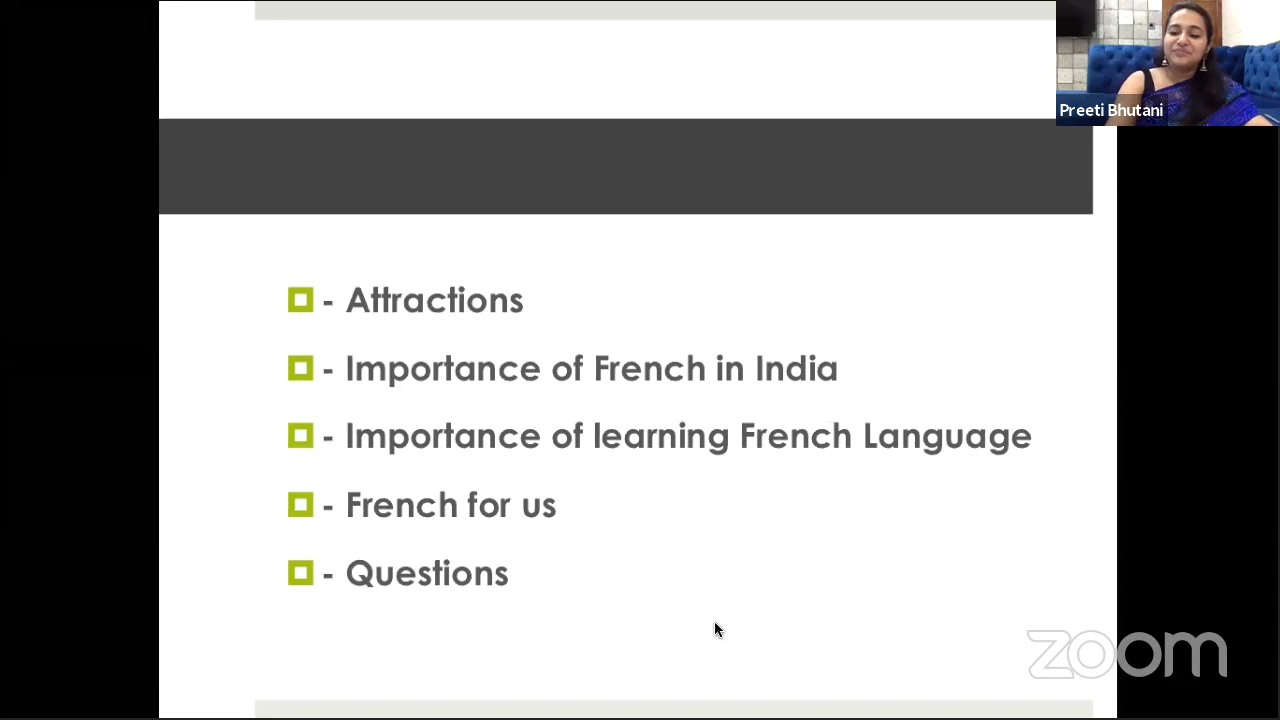 Preeti Bhutani
- Attractions
- Importance of French in India
- Importance of learning French Language
- French for us
- Questions
zoom